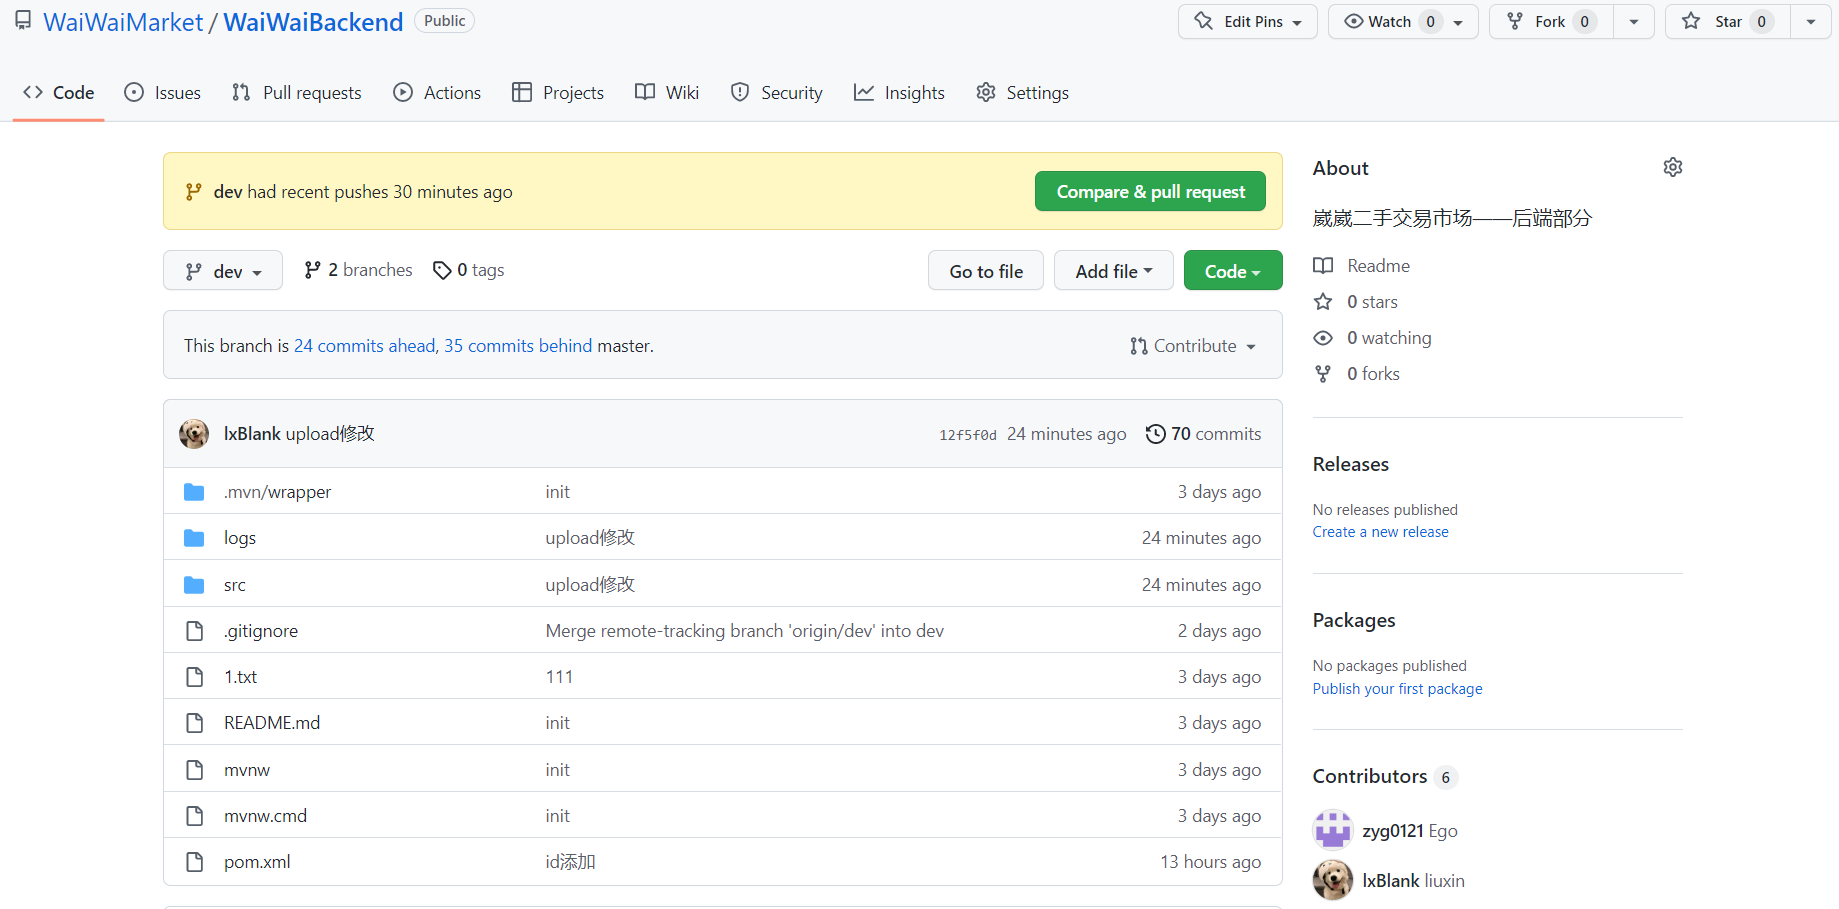 WaiWaiMarket / WaiWaiBackend Public Edit Pins Watch 0 Fork 0 Star 0
Code Issues Pull requests Actions Projects Wiki Security Insights Settings
dev had recent pushes 30 minutes ago Compare & pull request
dev 2 branches 0 tags Go to file Add file Code
This branch is 24 commits ahead, 35 commits behind master. Contribute
lxBlank upload修改 12f5f0d 24 minutes ago 70 commits
.mvn/wrapper init 3 days ago
logs upload修改 24 minutes ago
src upload修改 24 minutes ago
.gitignore Merge remote-tracking branch 'origin/dev' into dev 2 days ago
1.txt 111 3 days ago
README.md init 3 days ago
mvnw init 3 days ago
mvnw.cmd init 3 days ago
pom.xml id添加 13 hours ago
About
崴崴二手交易市场——后端部分
Readme
0 stars
0 watching
0 forks
Releases
No releases published
Create a new release
Packages
No packages published
Publish your first package
Contributors 6
zyg0121 Ego
lxBlank liuxin